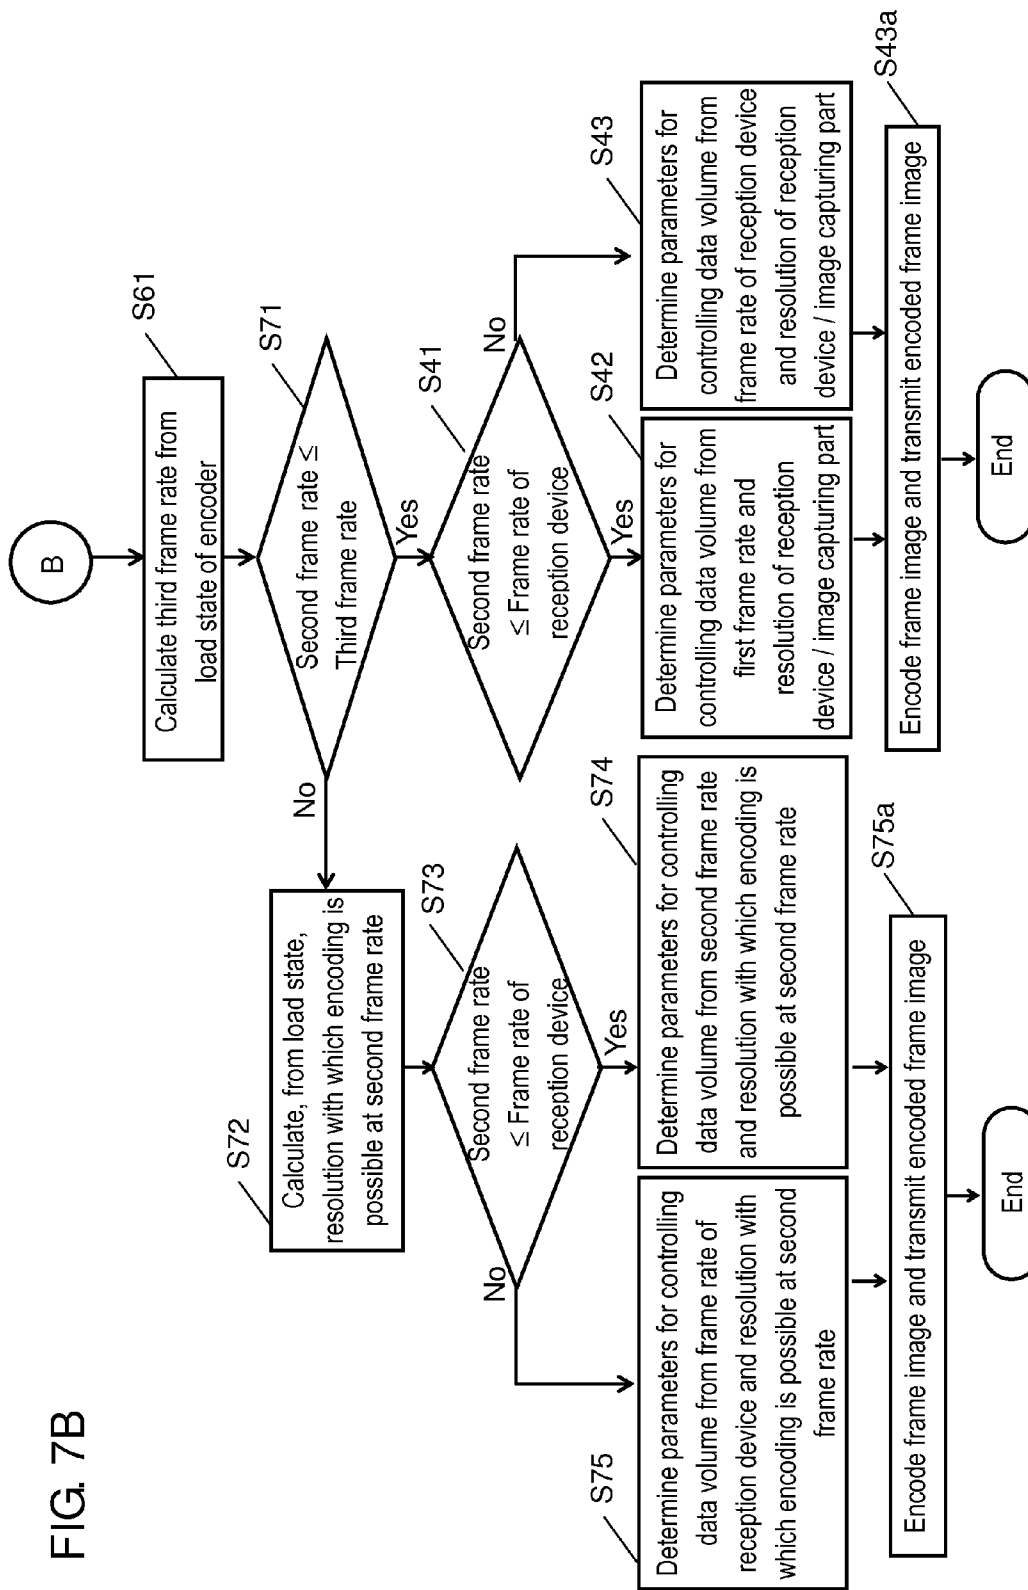 FIG. 7B
B
S61
Calculate third frame rate from
load state of encoder
S71
Second frame rate ≤
Third frame rate
No
Yes
S72
Calculate, from load state,
resolution with which encoding is
possible at second frame rate
S41
Second frame rate
≤ Frame rate of
reception device
No
Yes
S73
Second frame rate
≤ Frame rate of
reception device
No
Yes
S75
Determine parameters for controlling
data volume from frame rate of
reception device and resolution with
which encoding is possible at second
frame rate
S74
Determine parameters for controlling
data volume from second frame rate
and resolution with which encoding is
possible at second frame rate
S42
Determine parameters for
controlling data volume from
first frame rate and
resolution of reception
device / image capturing part
S43
Determine parameters for
controlling data volume from
frame rate of reception device
and resolution of reception
device / image capturing part
S75a
Encode frame image and transmit encoded frame image
S43a
Encode frame image and transmit encoded frame image
End
End